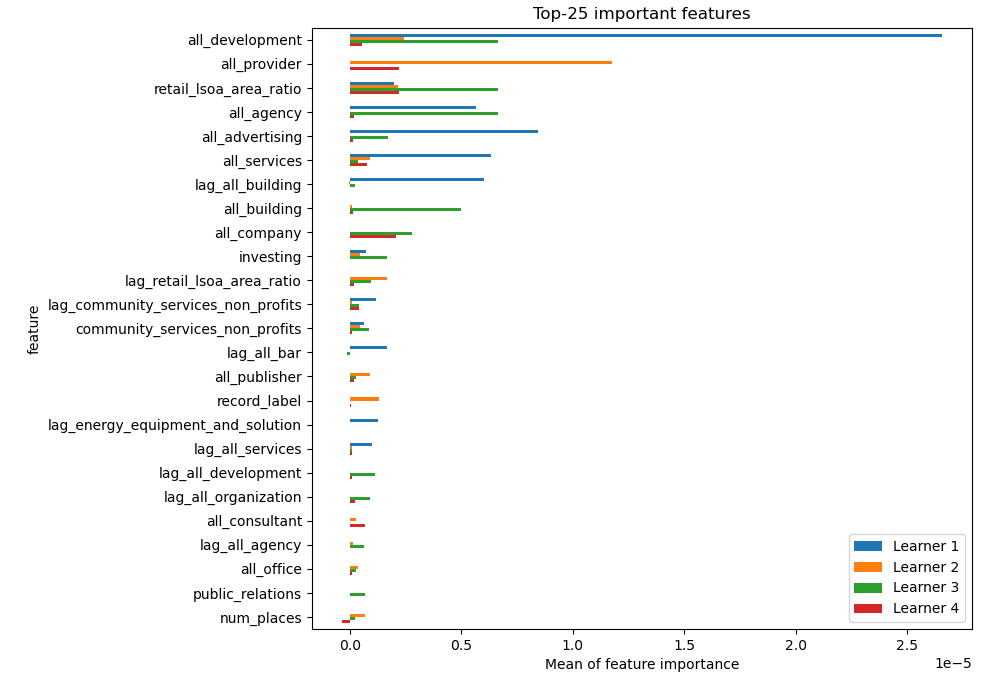 Top-25 important features
feature
all_development
all_provider
retail_lsoa_area_ratio
all_agency
all_advertising
all_services
lag_all_building
all_building
all_company
investing
lag_retail_lsoa_area_ratio
lag_community_services_non_profits
community_services_non_profits
lag_all_bar
all_publisher
record_label
lag_energy_equipment_and_solution
lag_all_services
lag_all_development
lag_all_organization
all_consultant
lag_all_agency
all_office
public_relations
num_places
Learner 1
Learner 2
Learner 3
Learner 4
0.0 0.5 1.0 1.5 2.0 2.5
1e−5
Mean of feature importance